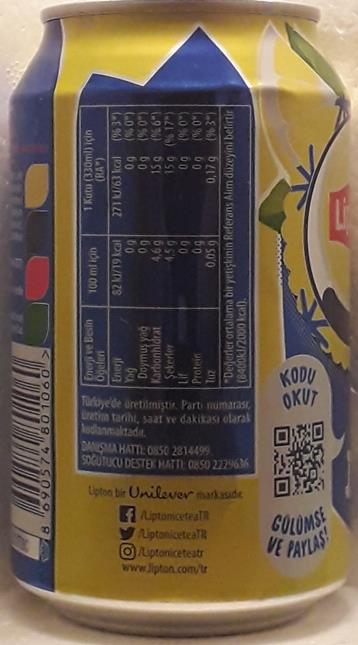 Enerji ve Besin Öğeleri 100 ml için 1 Kutu (330ml) için (RA*)
Enerji 82 kJ/19 kcal 271 kJ/63 kcal (%3*)
Yağ 0 g 0 g (%0*)
Doymuş yağ 0 g 0 g (%0*)
Karbonhidrat 4,6 g 15 g (%6*)
Şekerler 4,5 g 15 g (%17*)
Lif 0 g 0 g (%0*)
Protein 0 g 0 g (%0*)
Tuz 0,05 g 0,17 g (%3*)
*Değerler ortalama bir yetişkinin Referans Alım düzeyini belirtir
(8400kJ/2000 kcal).
Türkiye'de üretilmiştir. Parti numarası,
üretim tarihi, saat ve dakikası olarak
kodlanmaktadır.
DANIŞMA HATTI: 0850 2814499
SOĞUTUCU DESTEK HATTI: 0850 2229636
Lipton bir Unilever markasıdır.
/LiptoniceteaTR
/LiptoniceteaTR
/Liptoniceteatr
www.lipton.com/tr
8 690574 801060 >
KODU
OKUT
GÜLÜMSE
VE PAYLAŞ!